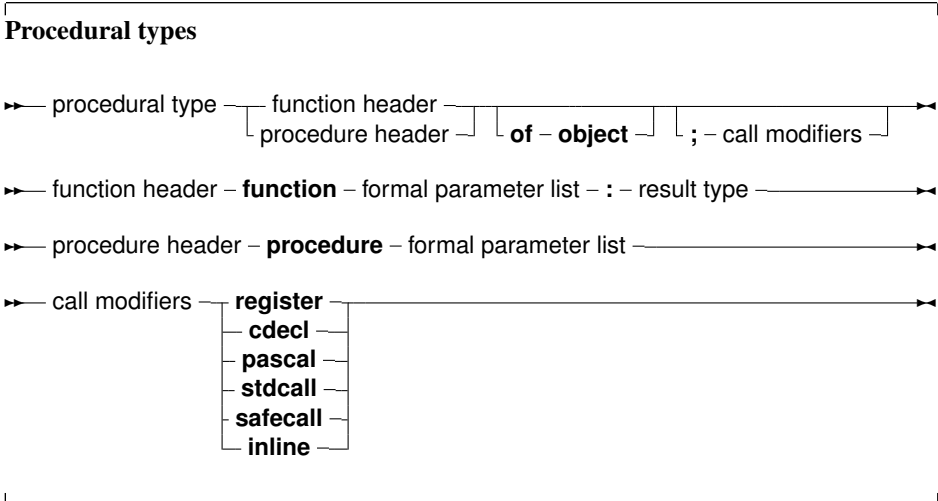 Procedural types
procedural type function header
procedure header of object ; call modifiers
function header function formal parameter list : result type
procedure header procedure formal parameter list
call modifiers register
cdecl
pascal
stdcall
safecall
inline